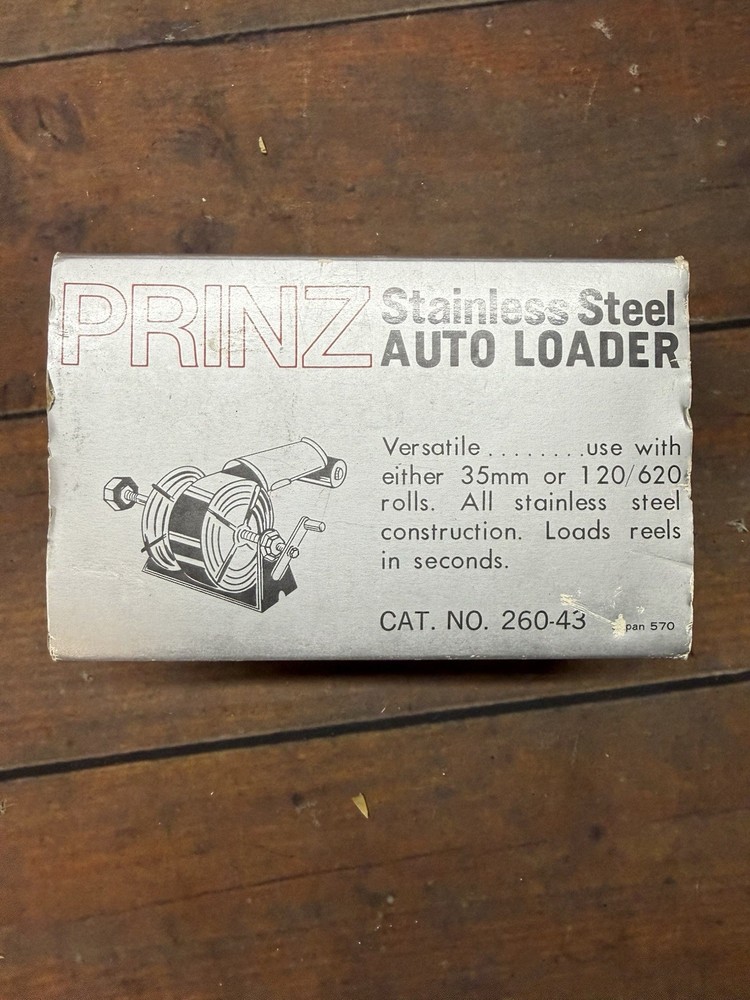 PRINZ Stainless Steel
AUTO LOADER
Versatile ........use with
either 35mm or 120/620
rolls. All stainless steel
construction. Loads reels
in seconds.
CAT. NO. 260-43 pan 570